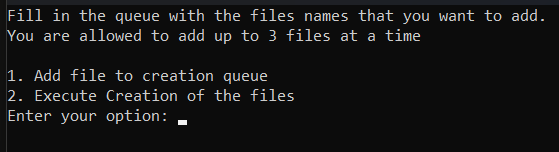 Fill in the queue with the files names that you want to add.
You are allowed to add up to 3 files at a time
1. Add file to creation queue
2. Execute Creation of the files
Enter your option: